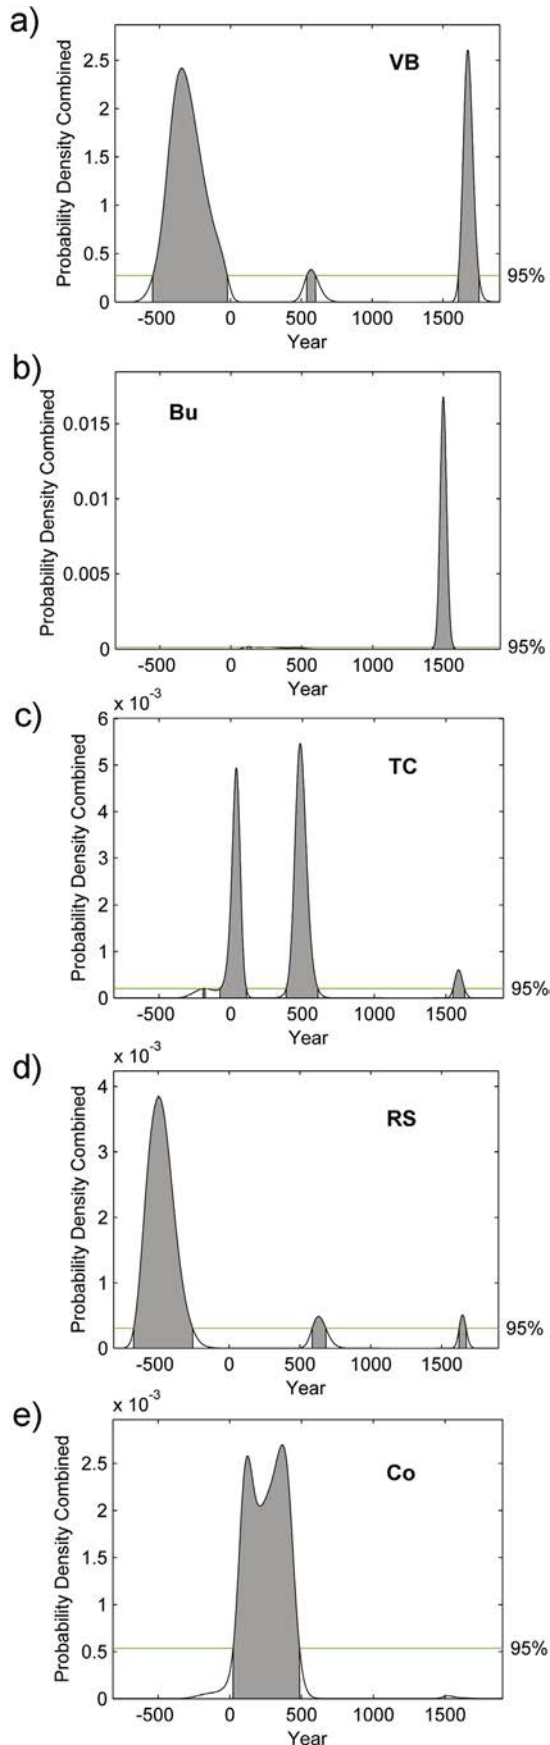 a)
VB
Probability Density Combined
2.5
2
1.5
1
0.5
0
95%
-500 0 500 1000 1500
Year
b)
Bu
Probability Density Combined
0.015
0.01
0.005
0
95%
-500 0 500 1000 1500
Year
c)
x 10⁻³
TC
Probability Density Combined
6
5
4
3
2
1
0
95%
-500 0 500 1000 1500
Year
d)
x 10⁻³
RS
Probability Density Combined
4
3
2
1
0
95%
-500 0 500 1000 1500
Year
e)
x 10⁻³
Co
Probability Density Combined
2.5
2
1.5
1
0.5
0
95%
-500 0 500 1000 1500
Year